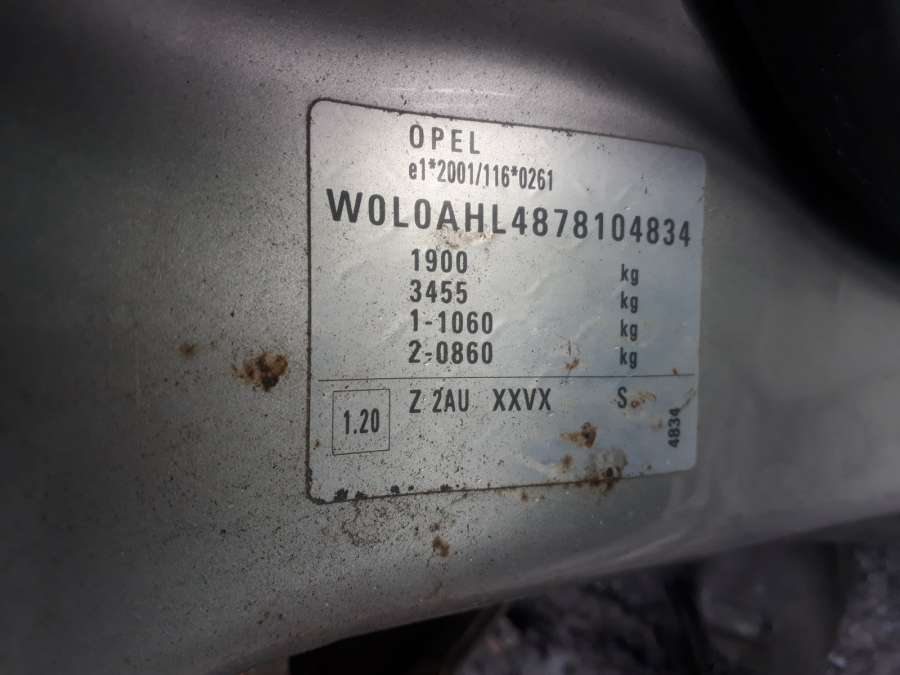 OPEL
e1*2001/116*0261
W0L0AHL4878104834
1900 kg
3455 kg
1-1060 kg
2-0860 kg
1.20 Z 2AU XXVX S
4834